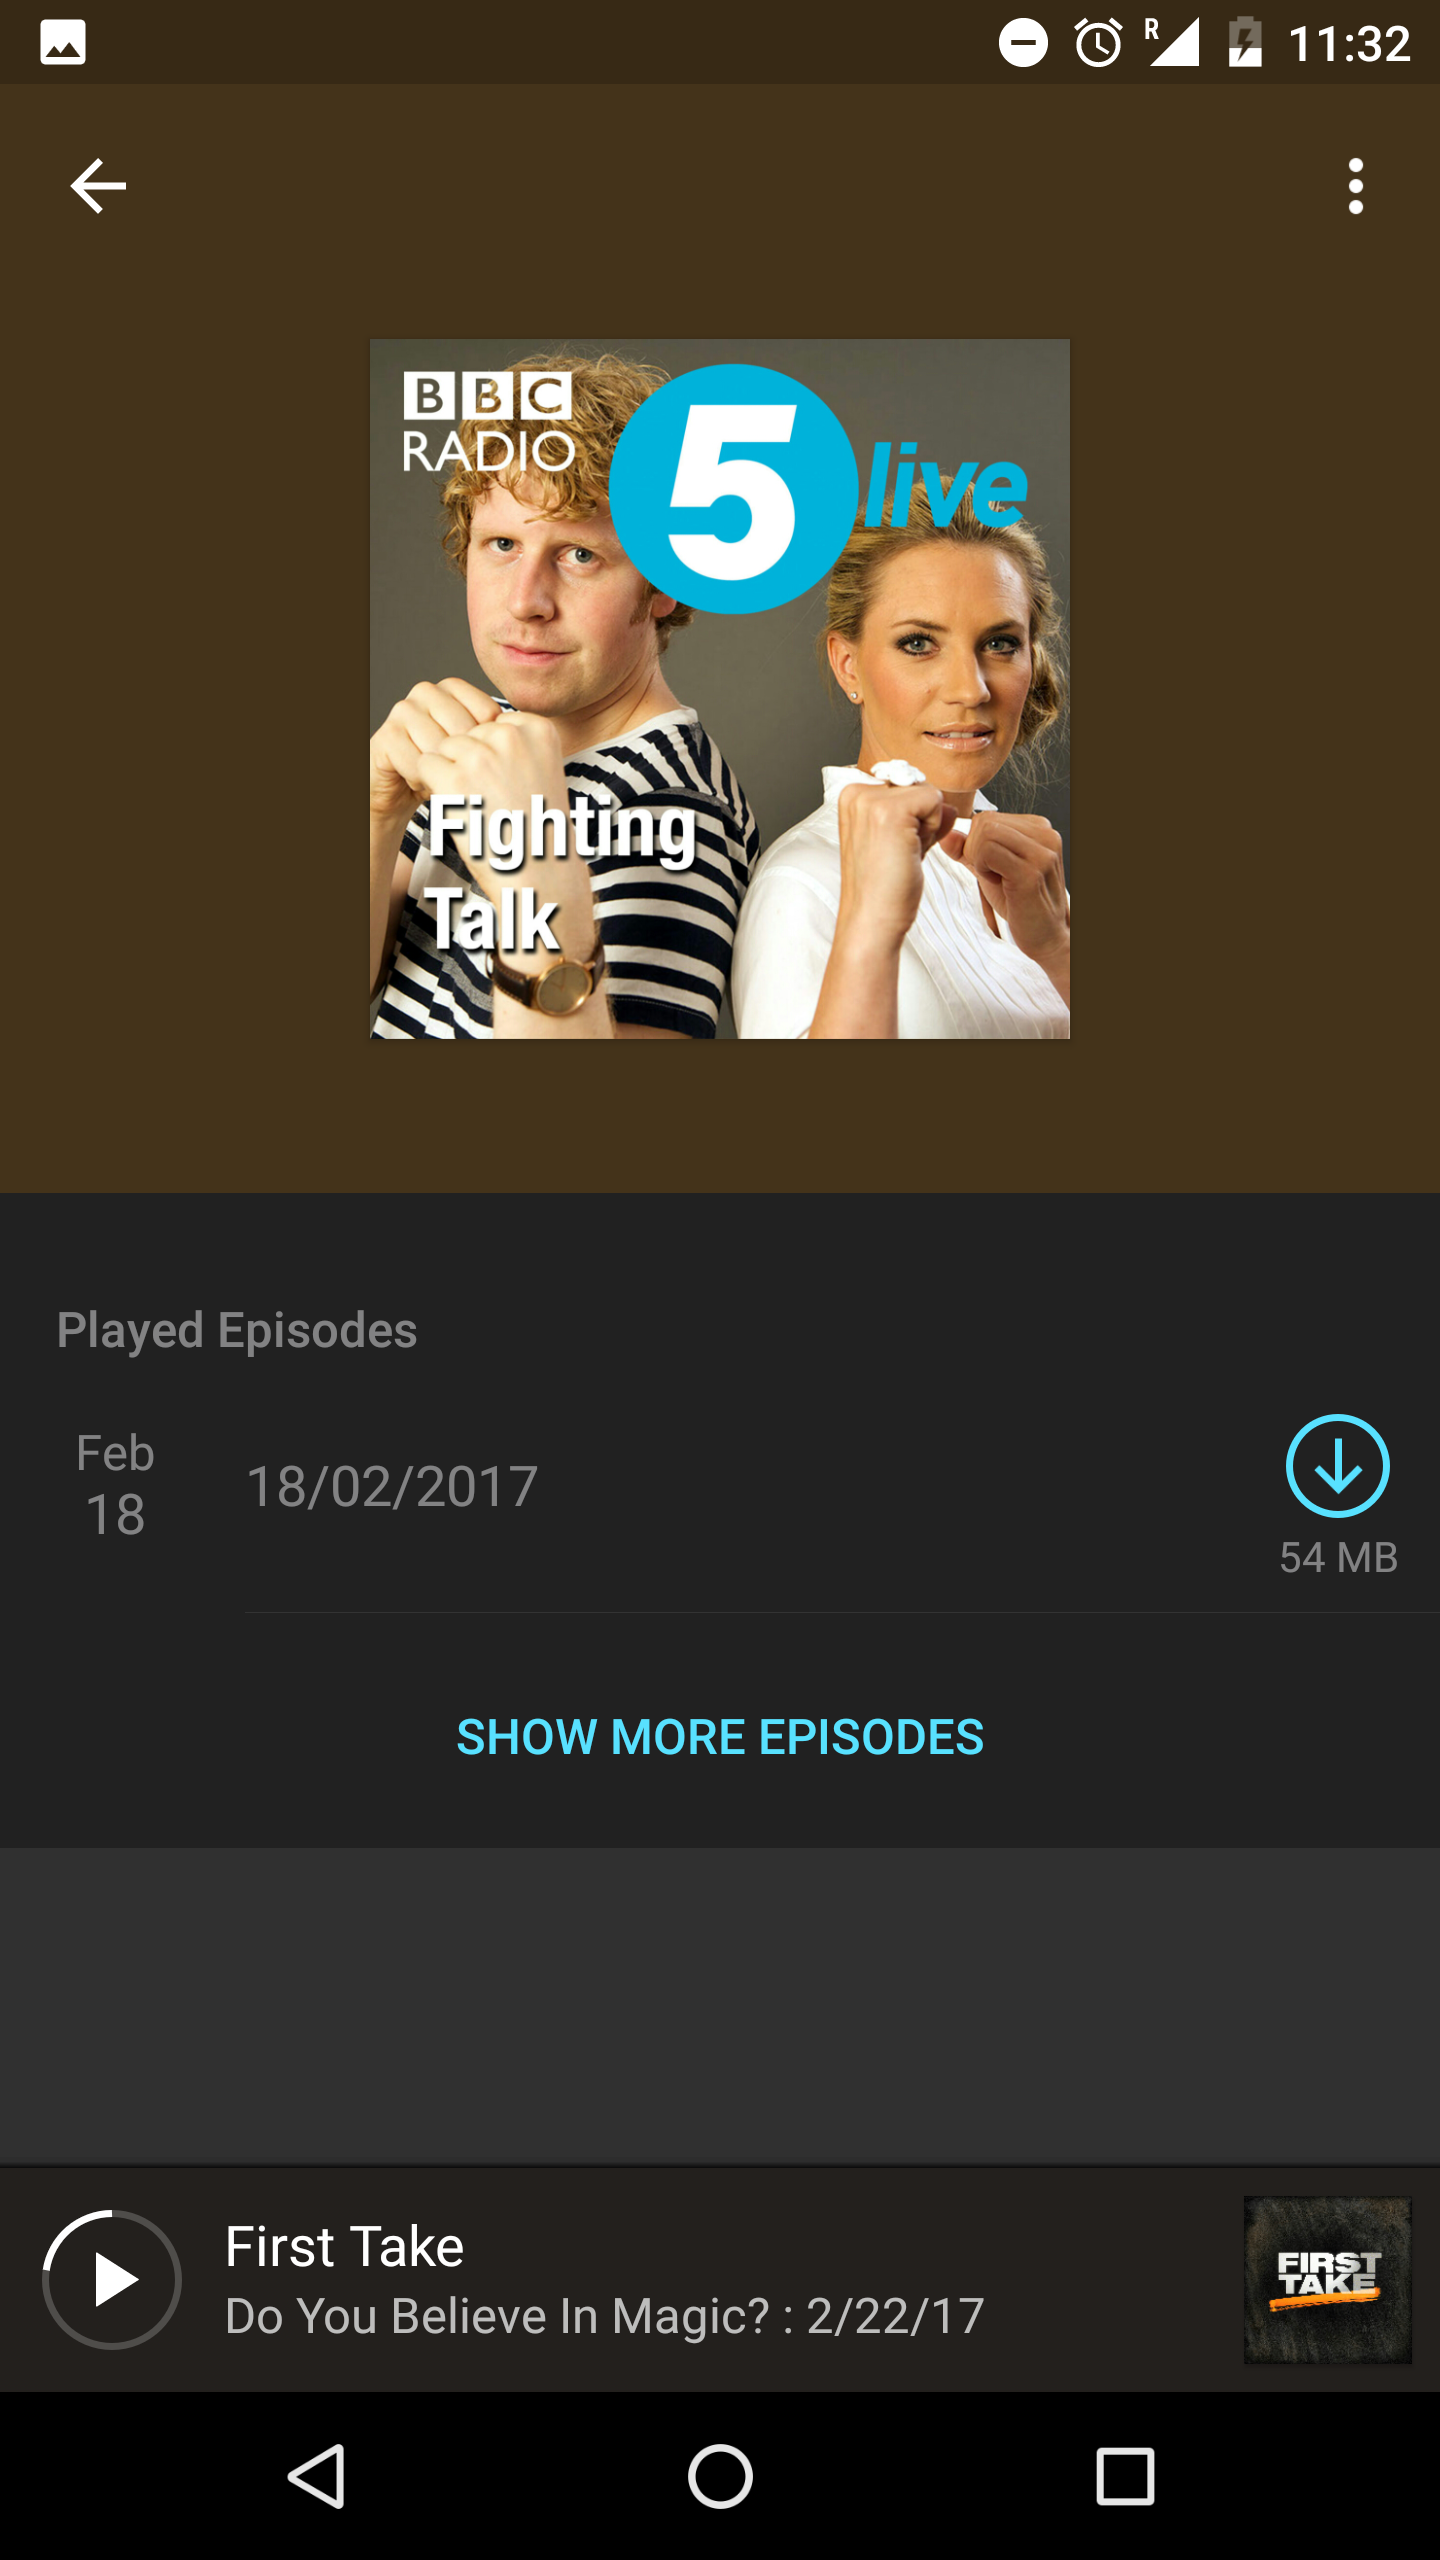 R 11:32
BBC
RADIO
5 live
Fighting
Talk
Played Episodes
Feb
18
18/02/2017
54 MB
SHOW MORE EPISODES
First Take
Do You Believe In Magic? : 2/22/17
FIRST
TAKE